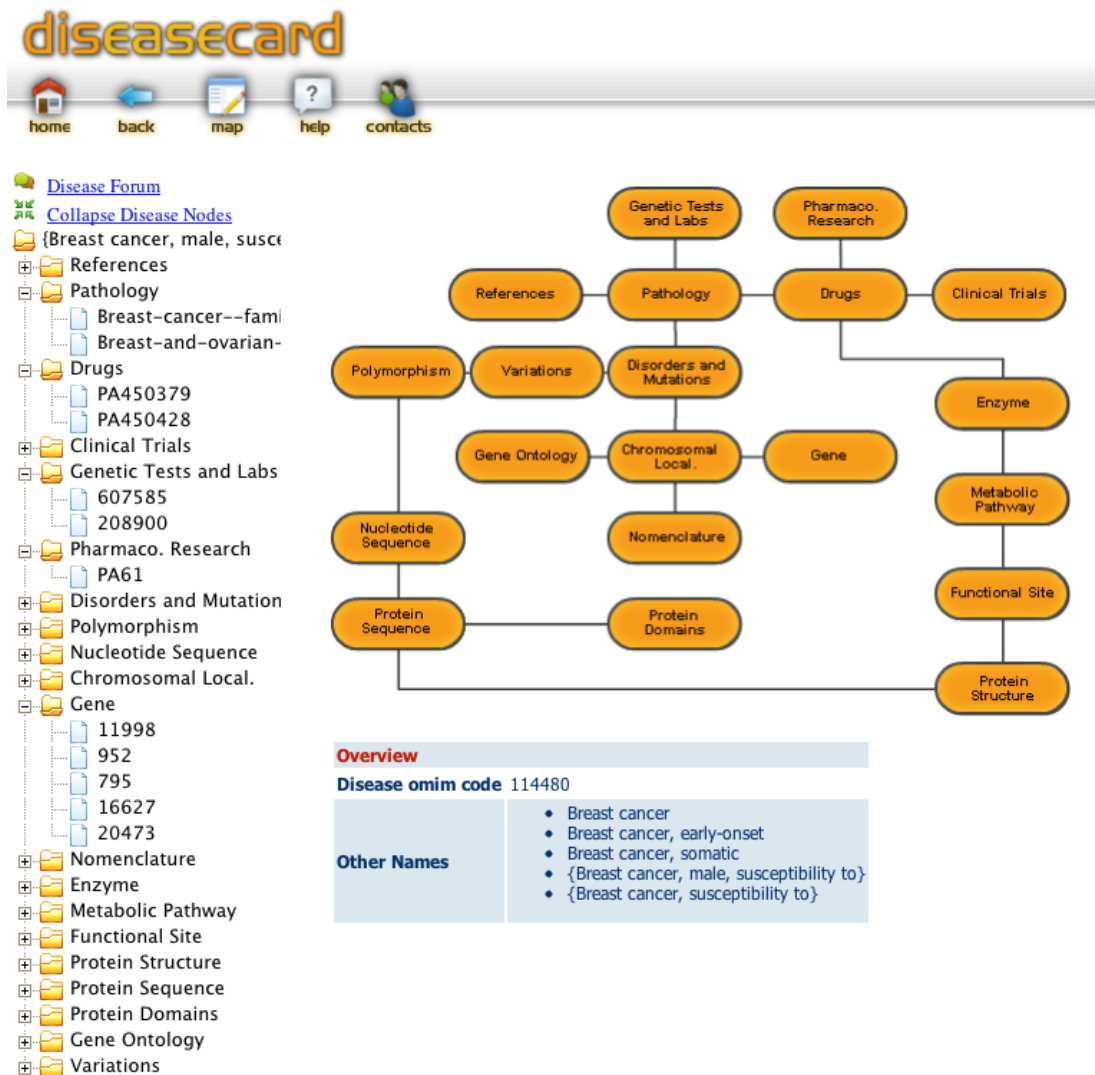 diseasecard
home back map help contacts
Disease Forum
Collapse Disease Nodes
{Breast cancer, male, susce
References
Pathology
Breast-cancer--fami
Breast-and-ovarian-
Drugs
PA450379
PA450428
Clinical Trials
Genetic Tests and Labs
607585
208900
Pharmaco. Research
PA61
Disorders and Mutation
Polymorphism
Nucleotide Sequence
Chromosomal Local.
Gene
11998
952
795
16627
20473
Nomenclature
Enzyme
Metabolic Pathway
Functional Site
Protein Structure
Protein Sequence
Protein Domains
Gene Ontology
Variations
Genetic Tests
and Labs
Pharmaco.
Research
References
Pathology
Drugs
Clinical Trials
Polymorphism
Variations
Disorders and
Mutations
Enzyme
Gene Ontology
Chromosomal
Local.
Gene
Metabolic
Pathway
Nucleotide
Sequence
Nomenclature
Functional Site
Protein
Sequence
Protein
Domains
Protein
Structure
Overview
Disease omim code 114480
Other Names
• Breast cancer
• Breast cancer, early-onset
• Breast cancer, somatic
• {Breast cancer, male, susceptibility to}
• {Breast cancer, susceptibility to}